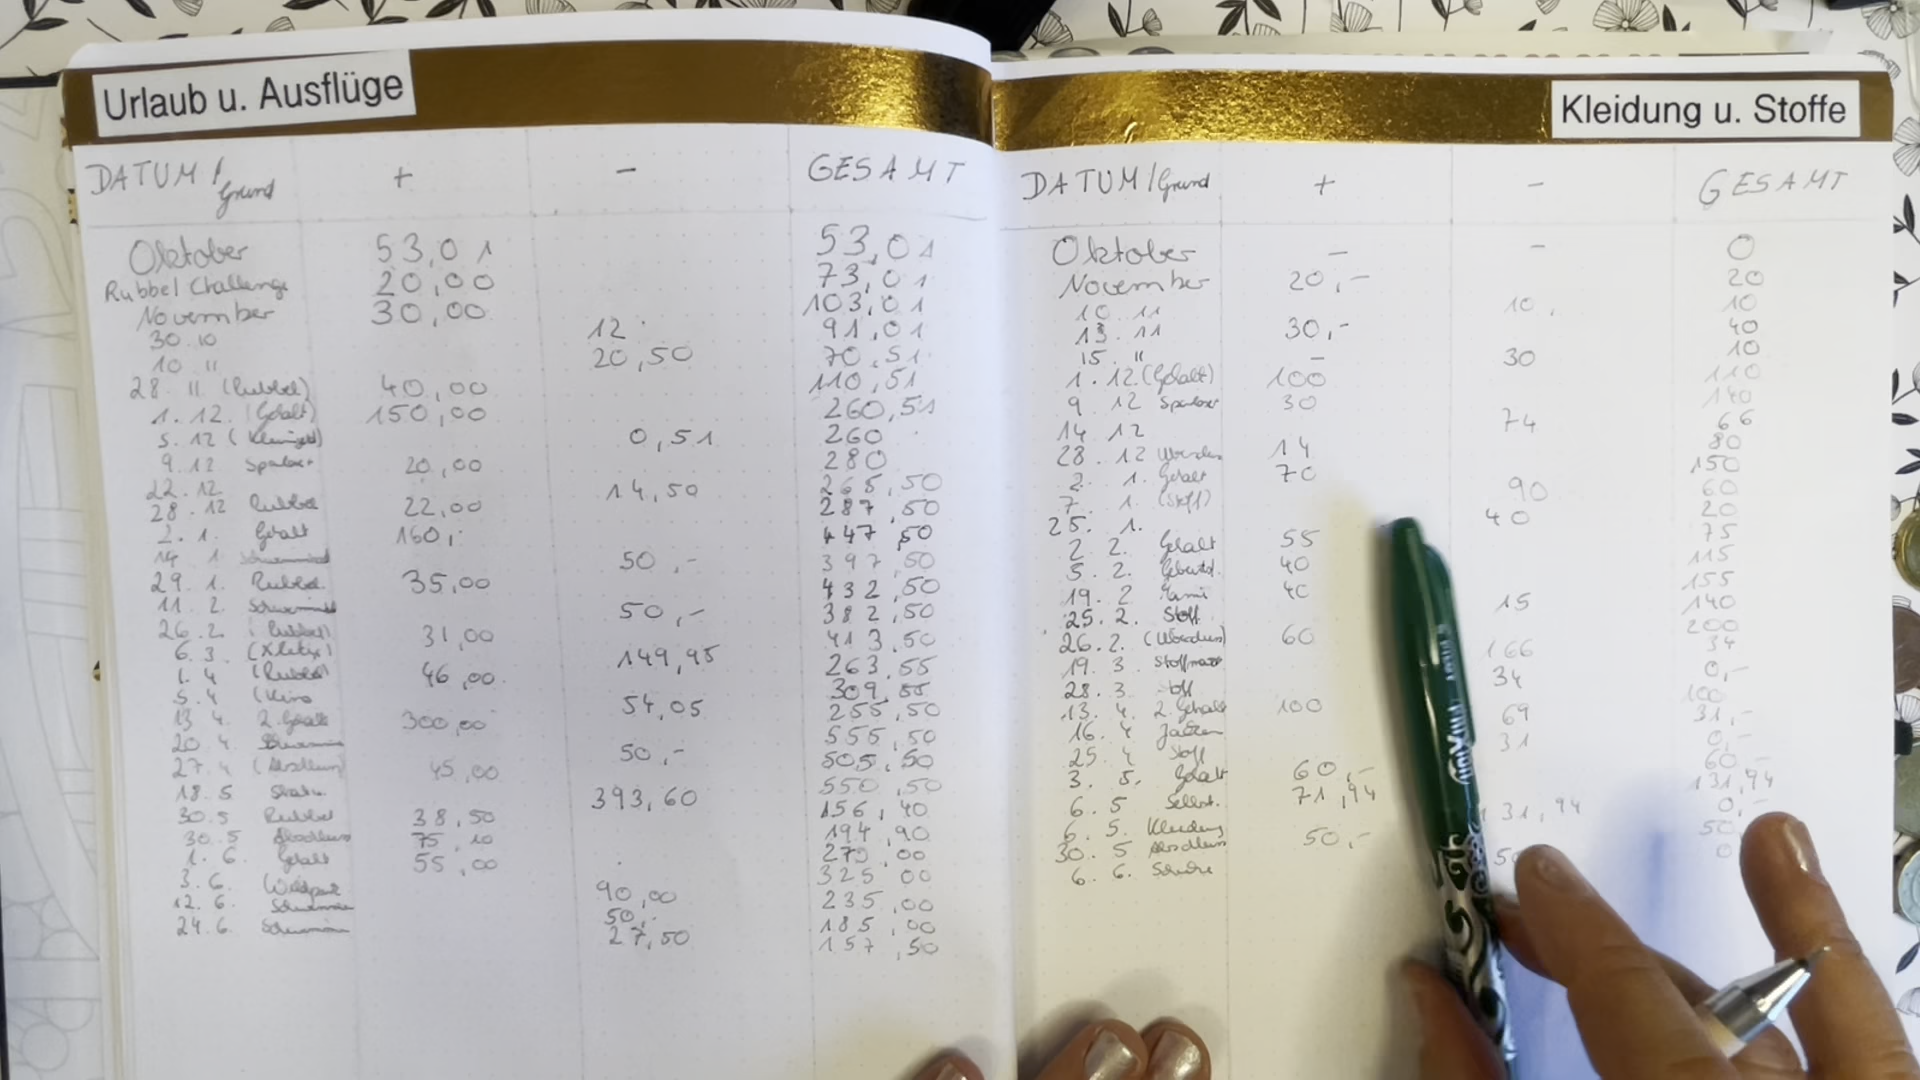 Urlaub u. Ausflüge
DATUM / Grund + - GESAMT
Oktober 53,01 53,01
Rubbel Challenge 20,00 73,01
November 30,00 103,01
30.10 12 91,01
10 11 20,50 70,51
28. 11 (Rubbel) 40,00 110,51
1. 12. (Gehalt) 150,00 260,51
5. 12 0,51 260
9.12 20,00 280
22.12 14,50 265,50
28.12 Rubbel 22,00 287,50
2. 1. Gehalt 160,- 447,50
14 1 50,- 397,50
29. 1. Rubbel 35,00 432,50
11. 2. 50,- 382,50
26.2. (Rubbel) 31,00 413,50
6.3. 149,95 263,55
1. 4 (Rubbel) 46,00 309,55
5.4 (Kino 54,05 255,50
13 4. 2. Gehalt 300,00 555,50
20 4. 50,- 505,50
27.4 45,00 550,50
18.5 393,60 156,40
30.5 Rubbel 38,50 194,90
30.5 75,10 270,00
1. 6. Gehalt 55,00 325 00
3.6. 90,00 235,00
12.6. 50,- 185,00
24.6. 27,50 157,50
Kleidung u. Stoffe
DATUM / Grund + - GESAMT
Oktober - - 0
November 20,- 20
10 11 10, 10
13. 11 30,- 40
15. 11 - 30 10
1. 12. (Gehalt) 100 110
9 12 30 140
14 12 74 66
28. 12 14 80
2. 1. Gehalt 70 150
7. 1. (Stoff) 90 60
25. 1. 40 20
2 2. Gehalt 55 75
5. 2. 40 115
19. 2 40 155
25.2. Stoff 15 140
26.2. 60 200
19. 3 166 34
28. 3 Stoff 34 0,-
13. 4. 2. Gehalt 100 100
16. 4 69 31,-
25 4 Stoff 31 0,-
3. 5. Gehalt 60,- 60,-
6. 5 71,94 131,94
6. 5. Kleidung 131,94 0,-
30. 5 50,- 50
6. 6. Schuhe 0
PILOT FRIXION